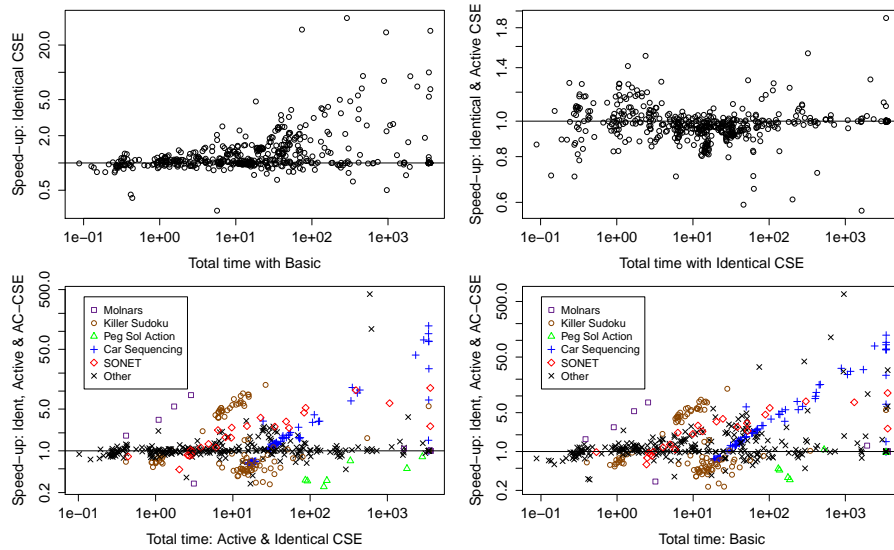 Speed−up: Identical CSE
20.0
5.0
2.0
1.0
0.5
1e−01 1e+00 1e+01 1e+02 1e+03
Total time with Basic
Speed−up: Identical & Active CSE
1.8
1.4
1.0
0.8
0.6
1e−01 1e+00 1e+01 1e+02 1e+03
Total time with Identical CSE
Speed−up: Ident, Active & AC−CSE
500.0
50.0
5.0
1.0
0.2
Molnars
Killer Sudoku
Peg Sol Action
Car Sequencing
SONET
Other
1e−01 1e+00 1e+01 1e+02 1e+03
Total time: Active & Identical CSE
Speed−up: Ident, Active & AC−CSE
500.0
50.0
5.0
1.0
0.2
Molnars
Killer Sudoku
Peg Sol Action
Car Sequencing
SONET
Other
1e−01 1e+00 1e+01 1e+02 1e+03
Total time: Basic